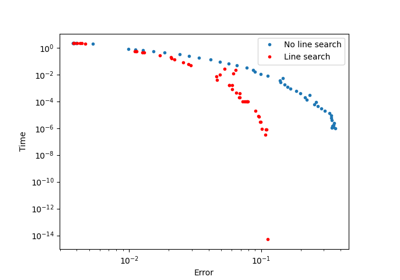 No line search
Line search
10⁰
10⁻²
10⁻⁴
10⁻⁶
10⁻⁸
10⁻¹⁰
10⁻¹²
10⁻¹⁴
Time
10⁻²
10⁻¹
Error